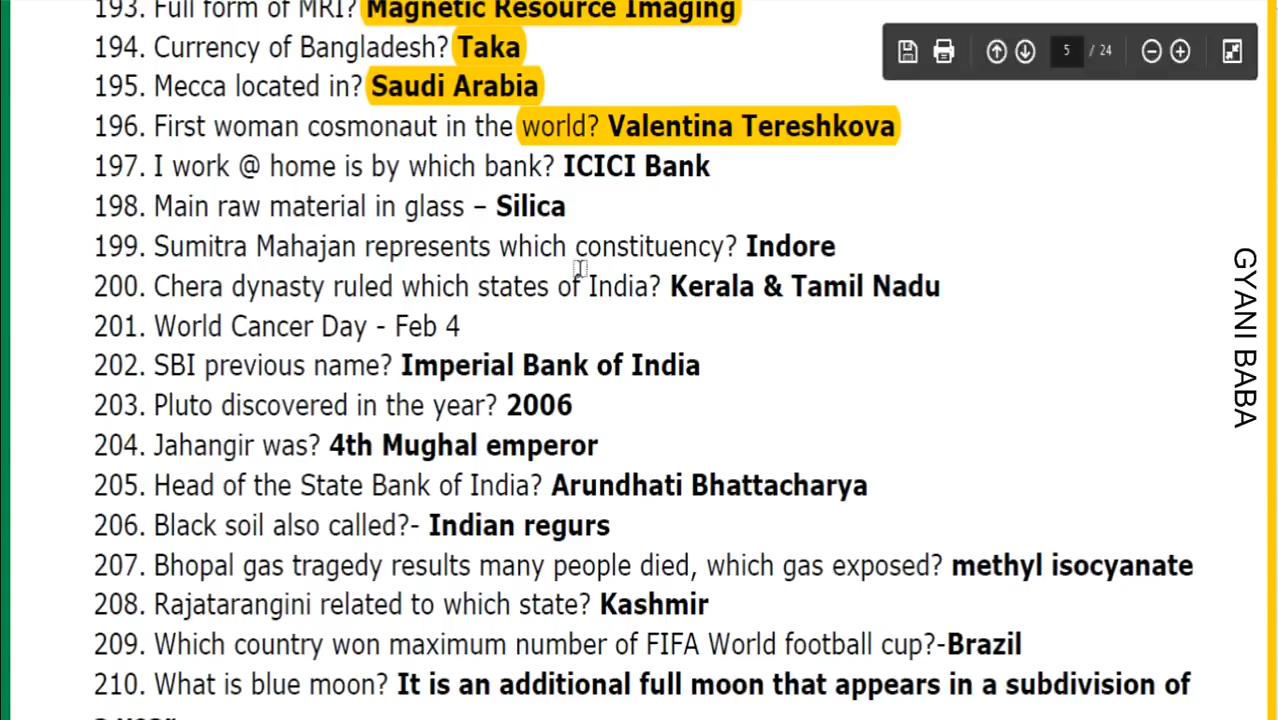 193. Full form of MRI? Magnetic Resource Imaging
194. Currency of Bangladesh? Taka
5 / 24
195. Mecca located in? Saudi Arabia
196. First woman cosmonaut in the world? Valentina Tereshkova
197. I work @ home is by which bank? ICICI Bank
198. Main raw material in glass – Silica
199. Sumitra Mahajan represents which constituency? Indore
200. Chera dynasty ruled which states of India? Kerala & Tamil Nadu
201. World Cancer Day - Feb 4
202. SBI previous name? Imperial Bank of India
203. Pluto discovered in the year? 2006
204. Jahangir was? 4th Mughal emperor
205. Head of the State Bank of India? Arundhati Bhattacharya
206. Black soil also called?- Indian regurs
207. Bhopal gas tragedy results many people died, which gas exposed? methyl isocyanate
208. Rajatarangini related to which state? Kashmir
209. Which country won maximum number of FIFA World football cup?-Brazil
210. What is blue moon? It is an additional full moon that appears in a subdivision of
GYANI BABA